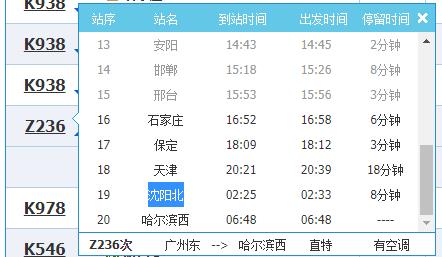 K938
K938
K938
Z236
K978
K546
站序 站名 到站时间 出发时间 停留时间
13 安阳 14:43 14:45 2分钟
14 邯郸 15:18 15:26 8分钟
15 邢台 15:53 15:56 3分钟
16 石家庄 16:52 16:58 6分钟
17 保定 18:09 18:12 3分钟
18 天津 20:21 20:39 18分钟
19 沈阳北 02:25 02:33 8分钟
20 哈尔滨西 06:48 06:48 ----
Z236次 广州东 --> 哈尔滨西 直特 有空调